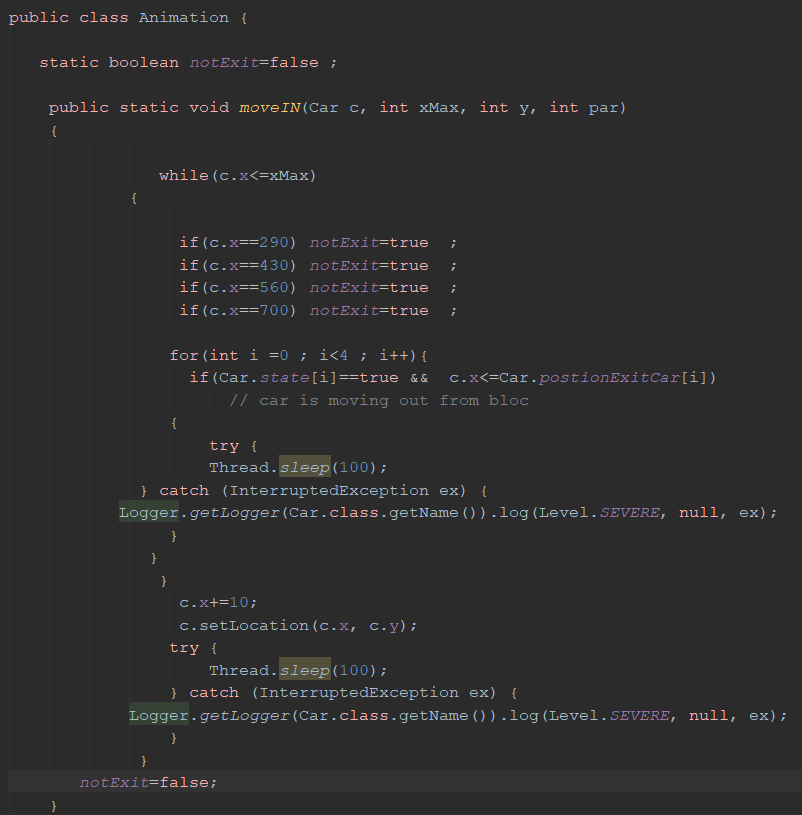 public class Animation {
static boolean notExit=false ;
public static void moveIN(Car c, int xMax, int y, int par)
{
while(c.x<=xMax)
{
if(c.x==290) notExit=true ;
if(c.x==430) notExit=true ;
if(c.x==560) notExit=true ;
if(c.x==700) notExit=true ;
for(int i =0 ; i<4 ; i++){
if(Car.state[i]==true && c.x<=Car.postionExitCar[i])
// car is moving out from bloc
{
try {
Thread.sleep(100);
} catch (InterruptedException ex) {
Logger.getLogger(Car.class.getName()).log(Level.SEVERE, null, ex);
}
}
}
c.x+=10;
c.setLocation(c.x, c.y);
try {
Thread.sleep(100);
} catch (InterruptedException ex) {
Logger.getLogger(Car.class.getName()).log(Level.SEVERE, null, ex);
}
}
notExit=false;
}